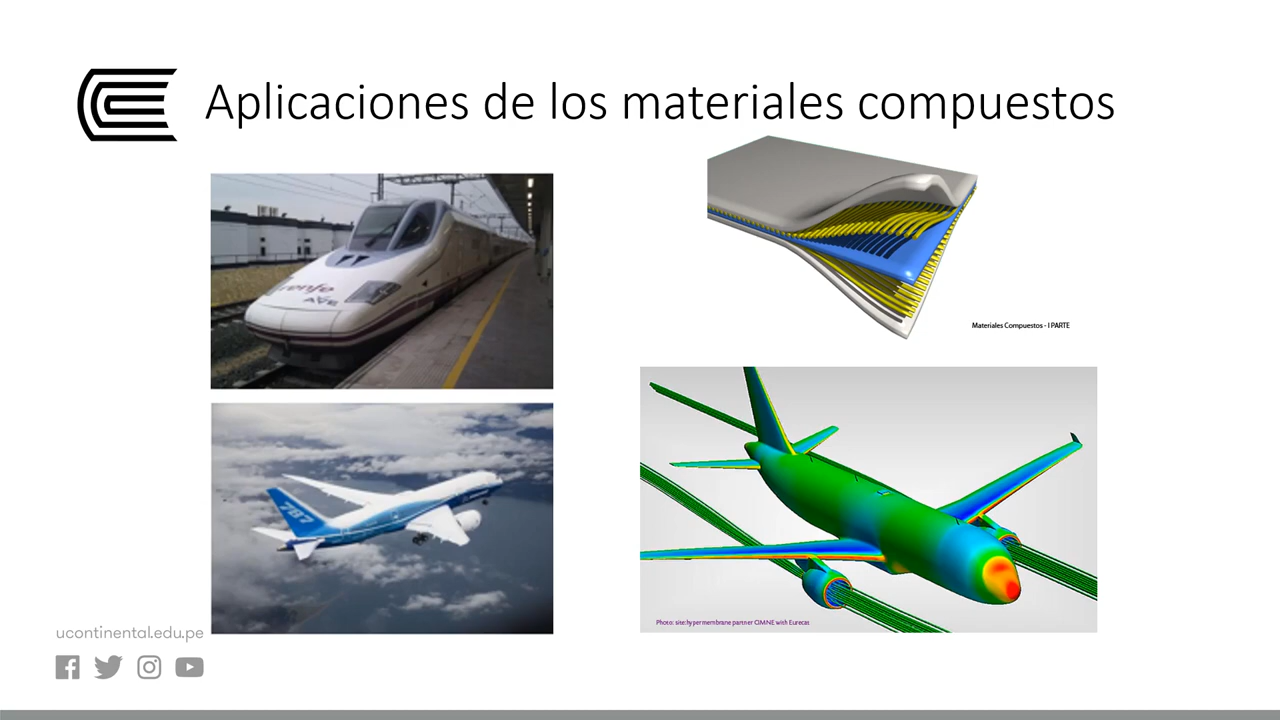 Aplicaciones de los materiales compuestos
renfe
AVE
Materiales Compuestos - I PARTE
787
Photo: site:hypermembrane partner CIMNE with Eurecat
ucontinental.edu.pe